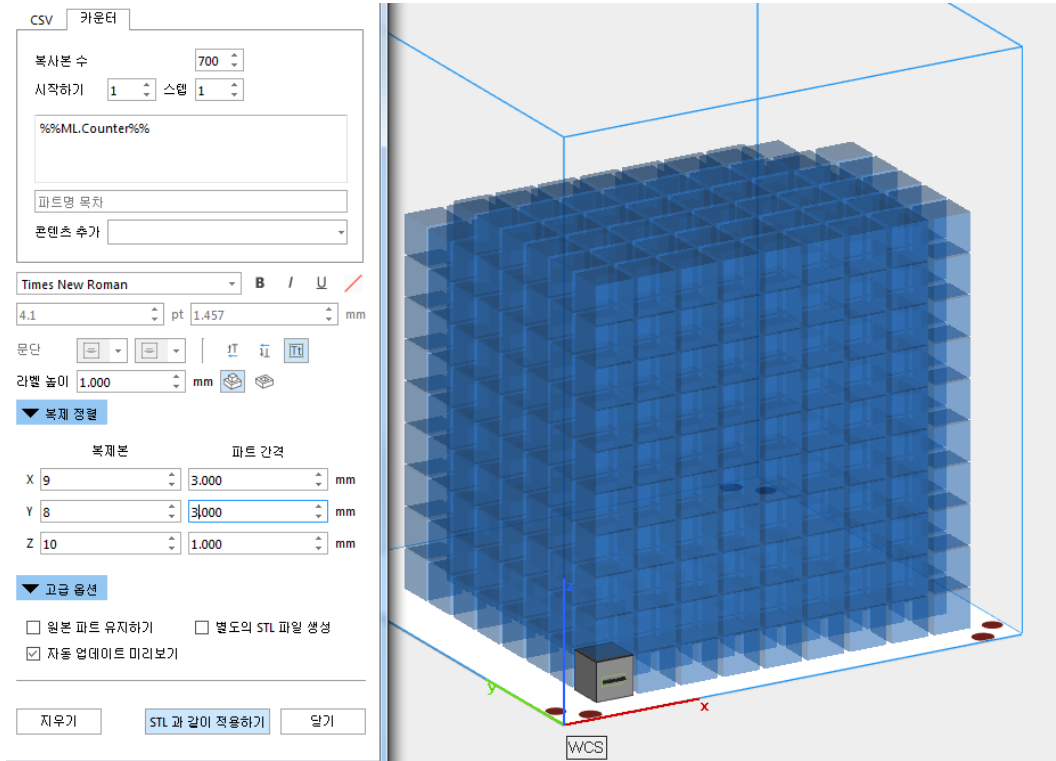 CSV 카운터
복사본 수 700
시작하기 1 스텝 1
%%ML.Counter%%
파트명 목차
콘텐츠 추가
Times New Roman B I U
4.1 pt 1.457 mm
문단
라벨 높이 1.000 mm
복제 정렬
복제본 파트 간격
X 9 3.000 mm
Y 8 3.000 mm
Z 10 1.000 mm
고급 옵션
원본 파트 유지하기 별도의 STL 파일 생성
자동 업데이트 미리보기
지우기 STL 과 같이 적용하기 닫기
z
y
x
WCS